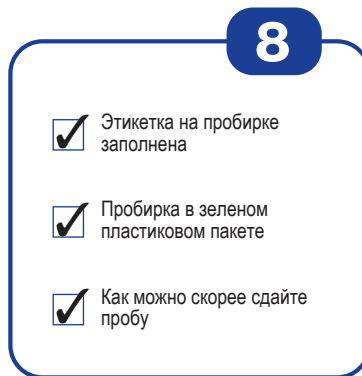 8
Этикетка на пробирке
заполнена
Пробирка в зеленом
пластиковом пакете
Как можно скорее сдайте
пробу